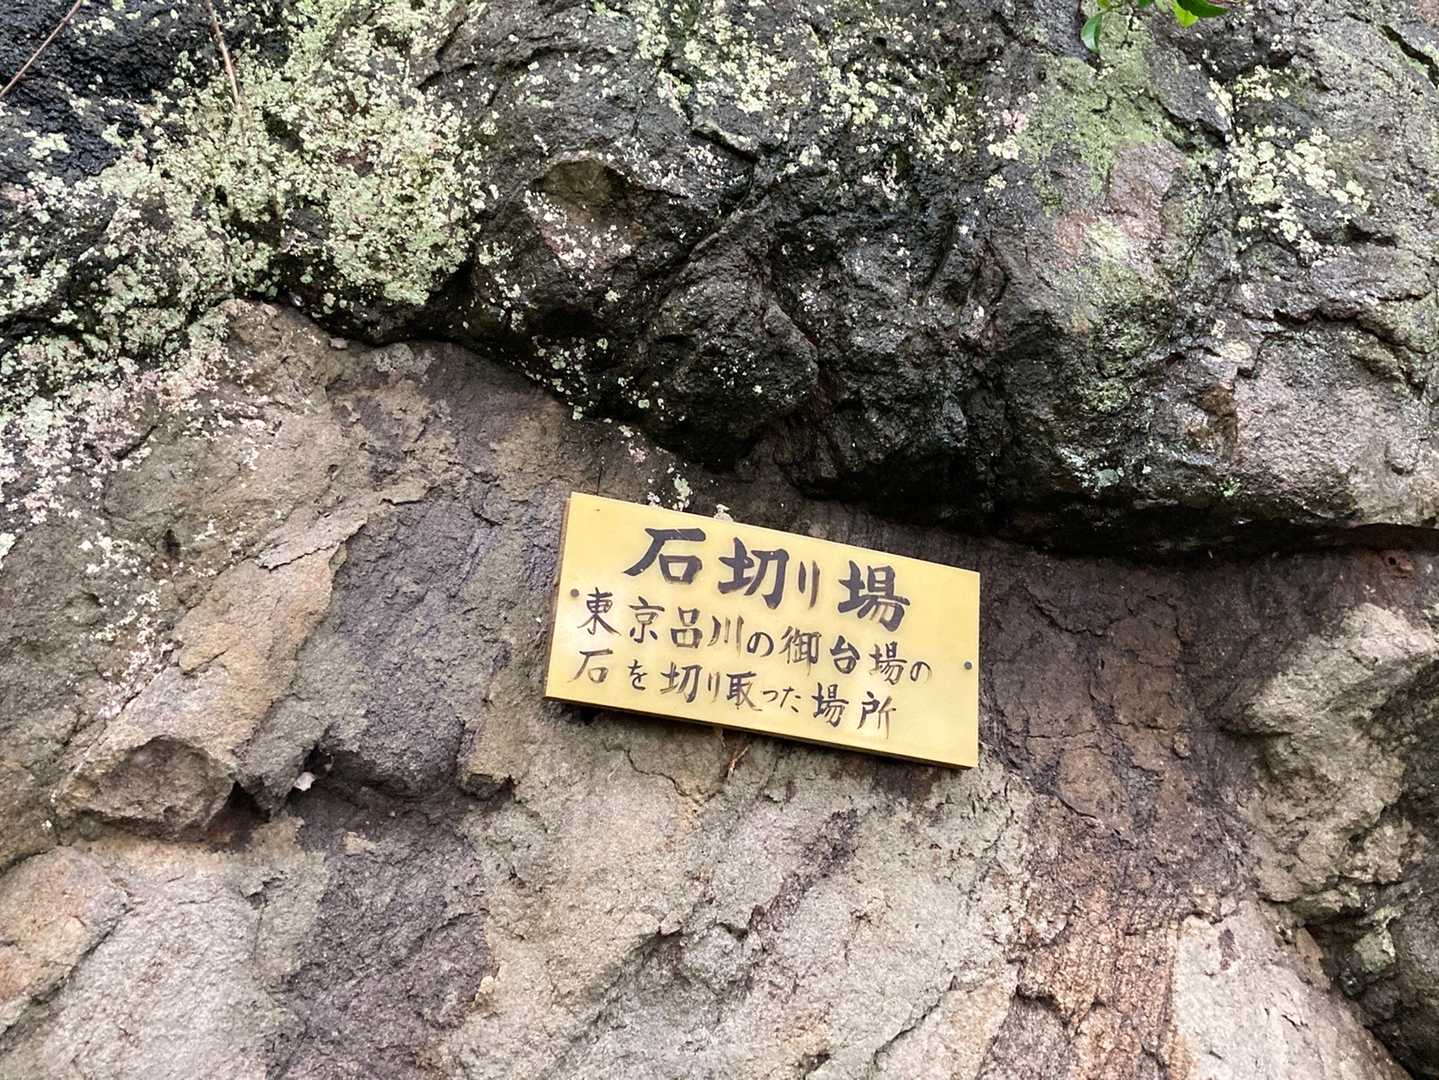 石切り場
東京品川の御台場の
石を切り取った場所